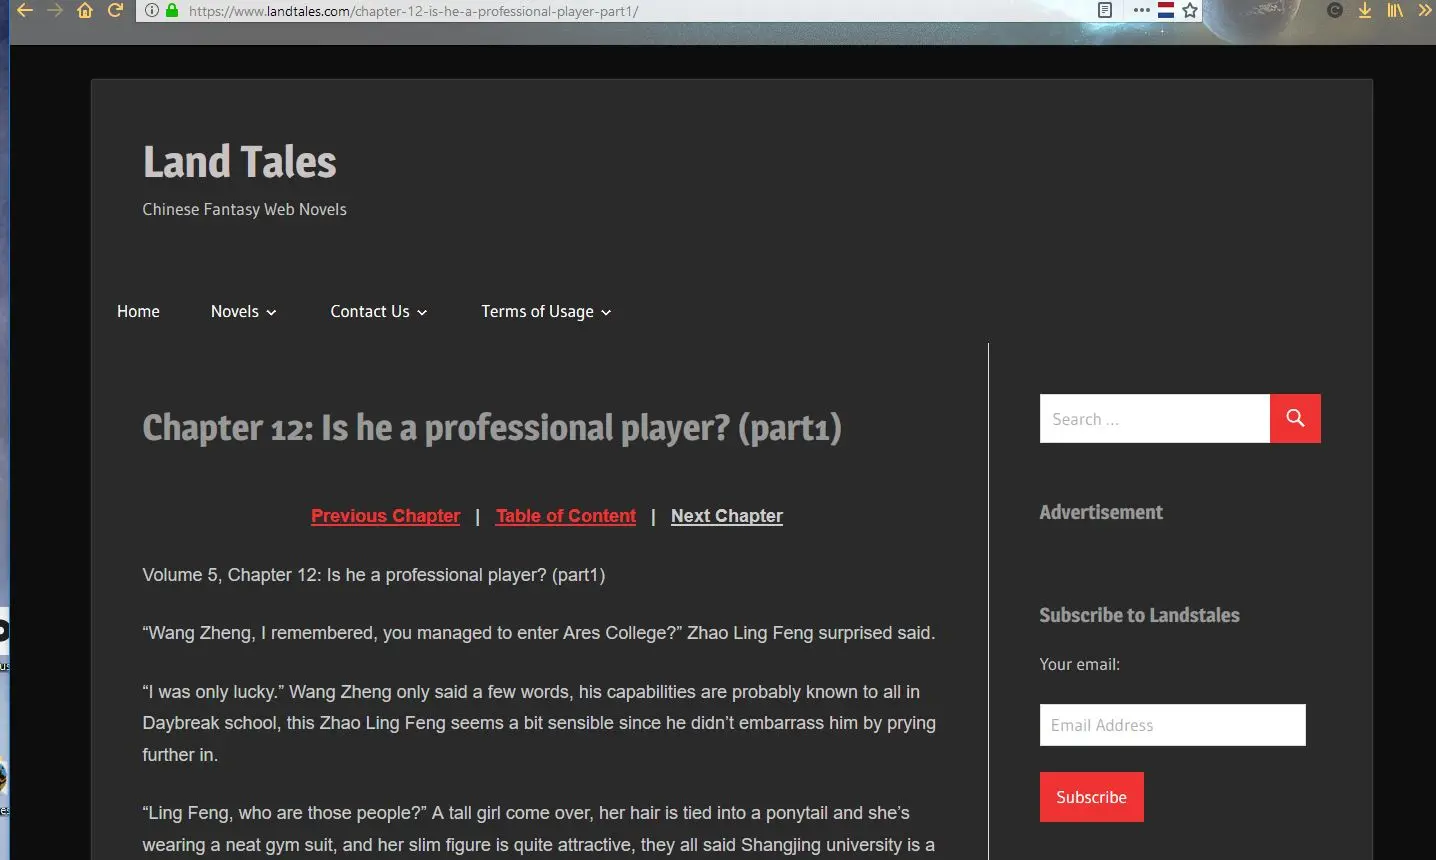 https://www.landtales.com/chapter-12-is-he-a-professional-player-part1/
Land Tales
Chinese Fantasy Web Novels
Home Novels Contact Us Terms of Usage
Chapter 12: Is he a professional player? (part1)
Previous Chapter | Table of Content | Next Chapter
Volume 5, Chapter 12: Is he a professional player? (part1)
“Wang Zheng, I remembered, you managed to enter Ares College?” Zhao Ling Feng surprised said.
“I was only lucky.” Wang Zheng only said a few words, his capabilities are probably known to all in
Daybreak school, this Zhao Ling Feng seems a bit sensible since he didn’t embarrass him by prying
further in.
“Ling Feng, who are those people?” A tall girl come over, her hair is tied into a ponytail and she’s
wearing a neat gym suit, and her slim figure is quite attractive, they all said Shangjing university is a
Search ...
Advertisement
Subscribe to Landstales
Your email:
Email Address
Subscribe